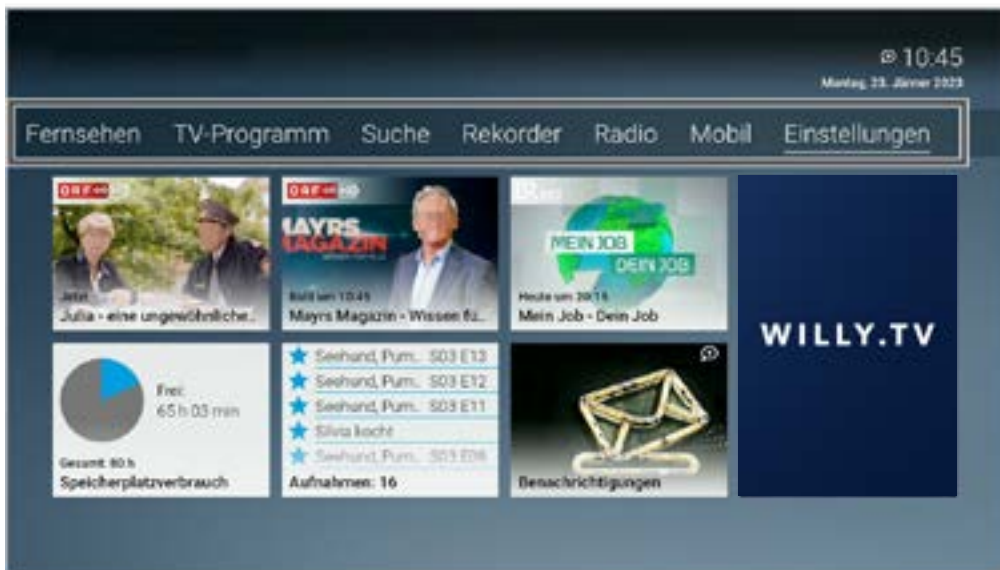 10:45
Montag, 23. Jänner 2023
Fernsehen TV-Programm Suche Rekorder Radio Mobil Einstellungen
ORF HD
Jetzt
Julia - eine ungewöhnliche..
ORF HD
MAYRS
MAGAZIN
Bald um 10:45
Mayrs Magazin - Wissen fü...
MEIN JOB
DEIN JOB
Heute um 20:15
Mein Job - Dein Job
WILLY.TV
Frei:
65 h 03 min
Gesamt: 80 h
Speicherplatzverbrauch
Seehund, Pum.. S03 E13
Seehund, Pum.. S03 E12
Seehund, Pum.. S03 E11
Silvia kocht
Seehund, Pum..
Aufnahmen: 16
Benachrichtigungen